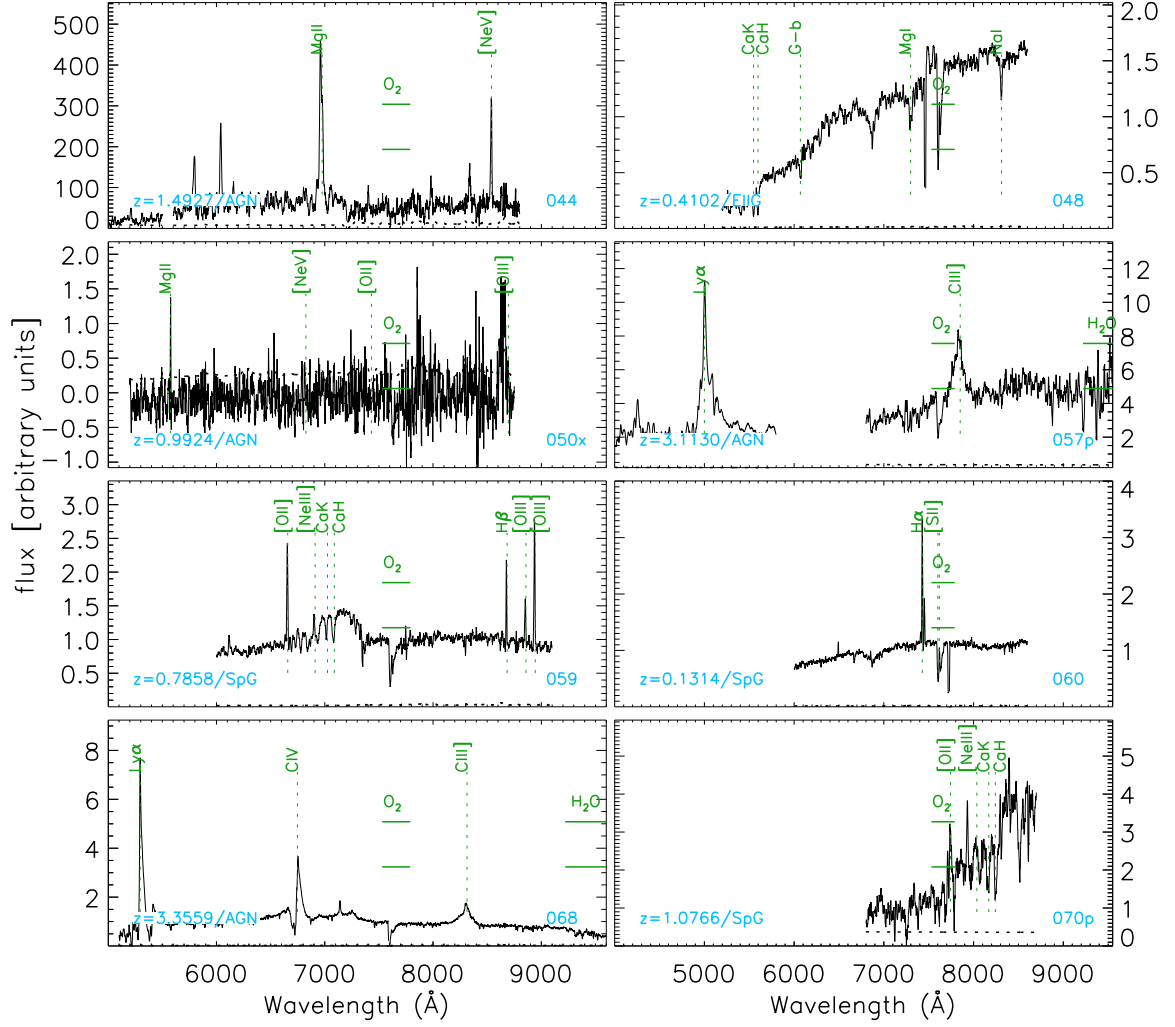 flux [arbitrary units]
500
400
300
200
100
0
MgII
[NeV]
O2
z=1.4927/AGN
044
2.0
1.5
1.0
0.5
CaK
CaH
G-b
MgI
NaI
O2
z=0.4102/EllG
048
2.0
1.5
1.0
0.5
0.0
-0.5
-1.0
MgII
[NeV]
[OII]
[OIII]
O2
z=0.9924/AGN
050x
12
10
8
6
4
2
Lyα
CIII]
O2
H2O
z=3.1130/AGN
057p
3.0
2.5
2.0
1.5
1.0
0.5
[OII]
[NeIII]
CaK
CaH
Hβ
[OIII]
[OIII]
O2
z=0.7858/SpG
059
4
3
2
1
Hα
[SII]
O2
z=0.1314/SpG
060
8
6
4
2
Lyα
CIV
CIII]
O2
H2O
z=3.3559/AGN
068
5
4
3
2
1
0
[OII]
[NeIII]
CaK
CaH
O2
z=1.0766/SpG
070p
6000 7000 8000 9000
Wavelength (Å)
5000 6000 7000 8000 9000
Wavelength (Å)